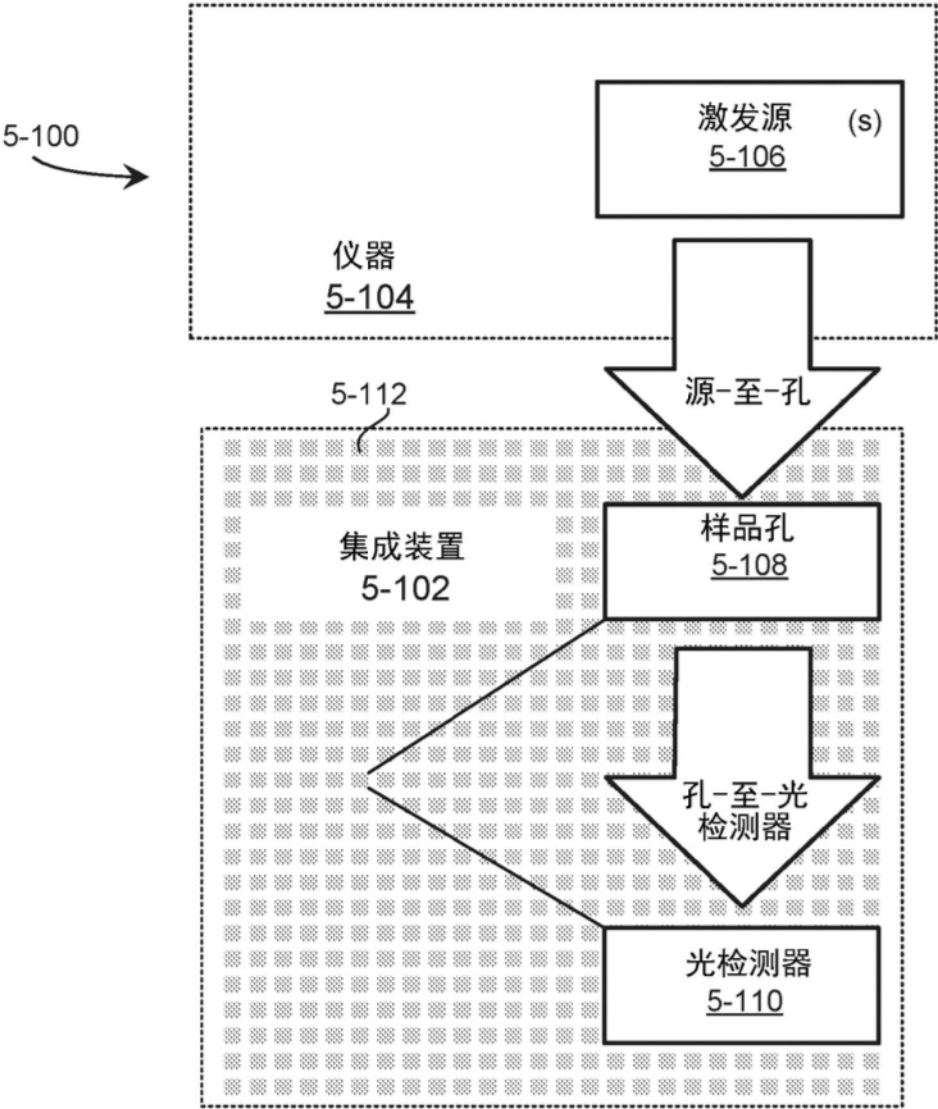 激发源 (s)
5-106
5-100
仪器
5-104
源-至-孔
5-112
样品孔
5-108
集成装置
5-102
孔-至-光
检测器
光检测器
5-110